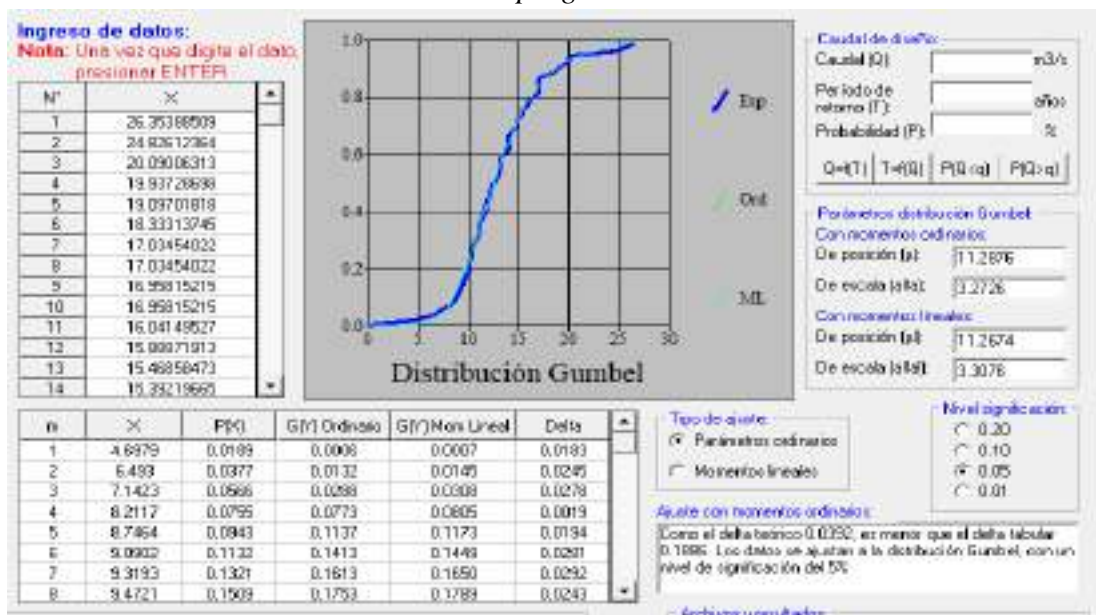 Ingreso de datos:
Nota: Una vez que digite el dato,
presionar ENTER
N° X
1 26.35388509
2 24.82612364
3 20.09006313
4 19.93728698
5 19.09701818
6 18.33313745
7 17.03454022
8 17.03454022
9 16.95815215
10 16.95815215
11 16.04149527
12
13 15.46858473
14 15.39219665
1.0
0.8
0.6
0.4
0.2
0.0
0 5 10 15 20 25 30
Distribución Gumbel
Exp
Ord
ML
Caudal de diseño:
Caudal (Q): m3/s
Período de
retorno (T): años
Probabilidad (P): %
Q=f(T) T=f(Q) P(Q<q) P(Q>q)
Parámetros distribución Gumbel:
Con momentos ordinarios:
De posición (µ): 11.2876
De escala (alfa): 3.2726
Con momentos lineales:
De posición (µl): 11.2674
De escala (alfal): 3.3076
m X P(X) G(Y) Ordinario G(Y) Mom Lineal Delta
1 4.6979 0.0189 0.0006 0.0007 0.0183
2 6.493 0.0377 0.0132 0.0145 0.0245
3 7.1423 0.0566 0.0288 0.0308 0.0278
4 8.2117 0.0755 0.0773 0.0805 0.0019
5 8.7464 0.0943 0.1137 0.1173 0.0194
6 9.0902 0.1132 0.1413 0.1449 0.0281
7 9.3193 0.1321 0.1613 0.1650 0.0292
8 9.4721 0.1509 0.1753 0.1789 0.0243
Tipo de ajuste:
Parámetros ordinarios
Momentos lineales
Nivel significación:
0.20
0.10
0.05
0.01
Ajuste con momentos ordinarios:
Como el delta teórico 0.0392, es menor que el delta tabular
0.1886. Los datos se ajustan a la distribución Gumbel, con un
nivel de significación del 5%